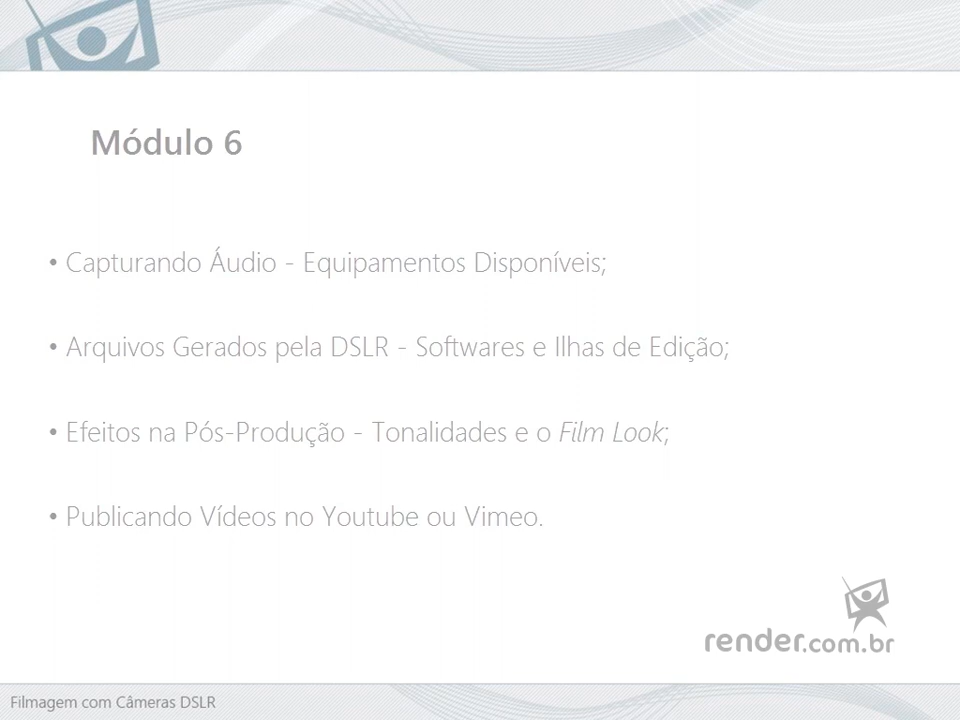 Módulo 6
• Capturando Áudio - Equipamentos Disponíveis;
• Arquivos Gerados pela DSLR - Softwares e Ilhas de Edição;
• Efeitos na Pós-Produção - Tonalidades e o Film Look;
• Publicando Vídeos no Youtube ou Vimeo.
render.com.br
Filmagem com Câmeras DSLR